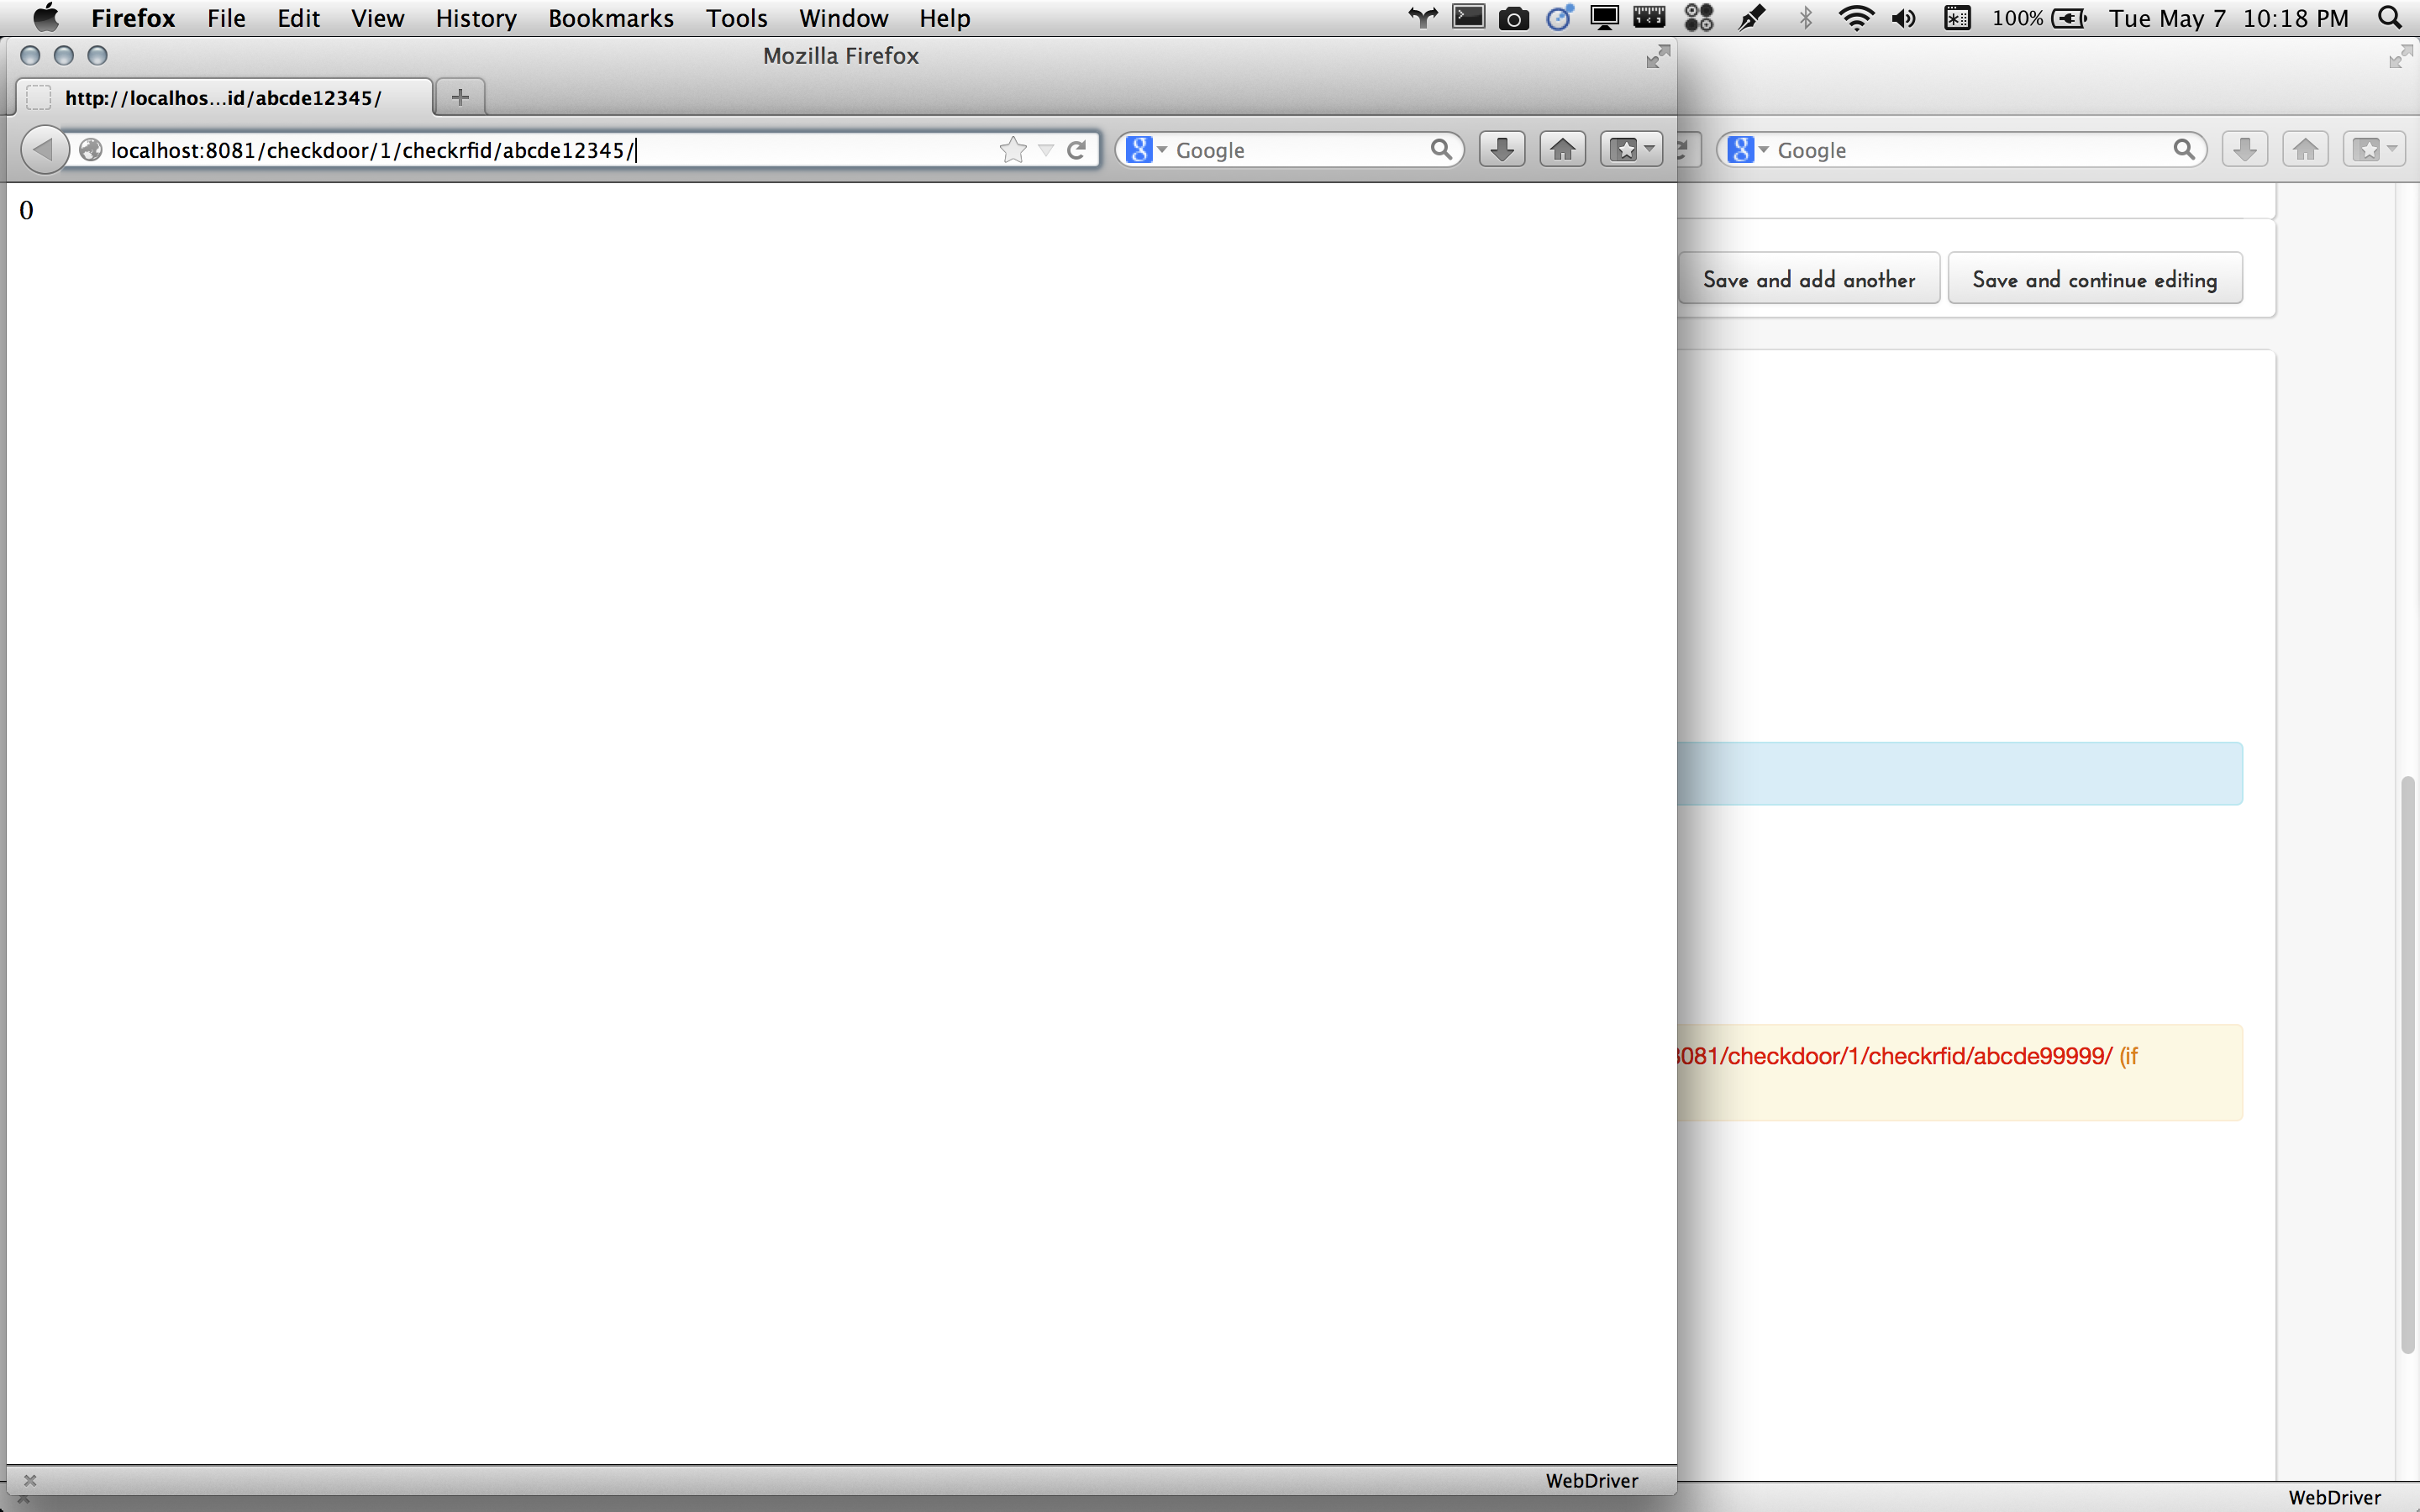 Firefox File Edit View History Bookmarks Tools Window Help 100% Tue May 7 10:18 PM
Mozilla Firefox
http://localhos...id/abcde12345/
localhost:8081/checkdoor/1/checkrfid/abcde12345/ Google Google
0
Save and add another Save and continue editing
081/checkdoor/1/checkrfid/abcde99999/ (if
WebDriver
WebDriver